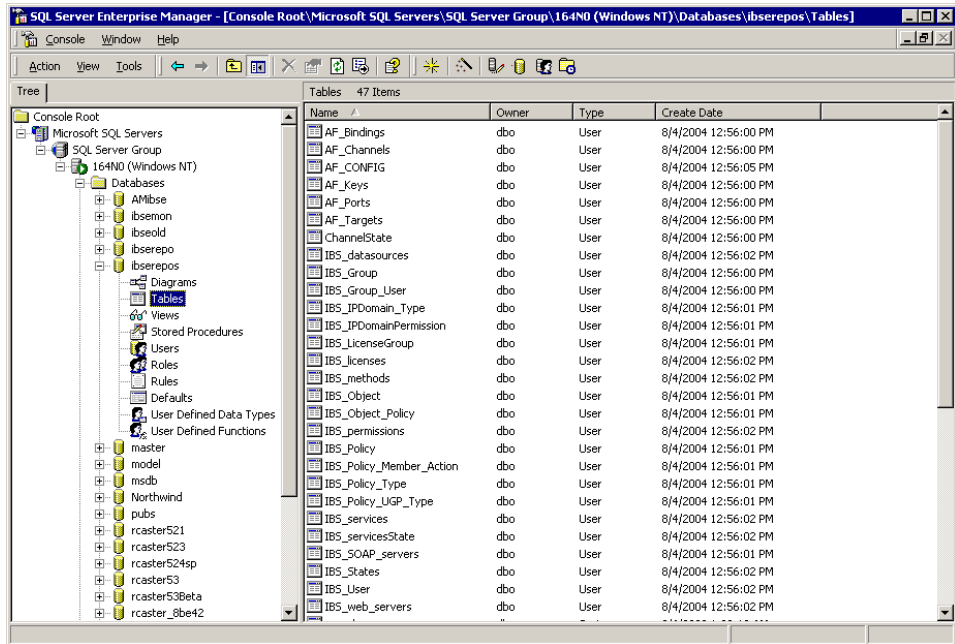 SQL Server Enterprise Manager - [Console Root\Microsoft SQL Servers\SQL Server Group\164N0 (Windows NT)\Databases\ibserepos\Tables]
Console Window Help
Action View Tools
Tree
Tables 47 Items
Console Root
Microsoft SQL Servers
SQL Server Group
164N0 (Windows NT)
Databases
AMibse
ibsemon
ibseold
ibserepo
ibserepos
Diagrams
Tables
Views
Stored Procedures
Users
Roles
Rules
Defaults
User Defined Data Types
User Defined Functions
master
model
msdb
Northwind
pubs
rcaster521
rcaster523
rcaster524sp
rcaster53
rcaster53Beta
rcaster_8be42
Name Owner Type Create Date
AF_Bindings dbo User 8/4/2004 12:56:00 PM
AF_Channels dbo User 8/4/2004 12:56:00 PM
AF_CONFIG dbo User 8/4/2004 12:56:05 PM
AF_Keys dbo User 8/4/2004 12:56:00 PM
AF_Ports dbo User 8/4/2004 12:56:00 PM
AF_Targets dbo User 8/4/2004 12:56:00 PM
ChannelState dbo User 8/4/2004 12:56:00 PM
IBS_datasources dbo User 8/4/2004 12:56:02 PM
IBS_Group dbo User 8/4/2004 12:56:00 PM
IBS_Group_User dbo User 8/4/2004 12:56:00 PM
IBS_IPDomain_Type dbo User 8/4/2004 12:56:01 PM
IBS_IPDomainPermission dbo User 8/4/2004 12:56:01 PM
IBS_LicenseGroup dbo User 8/4/2004 12:56:01 PM
IBS_licenses dbo User 8/4/2004 12:56:02 PM
IBS_methods dbo User 8/4/2004 12:56:02 PM
IBS_Object dbo User 8/4/2004 12:56:01 PM
IBS_Object_Policy dbo User 8/4/2004 12:56:01 PM
IBS_permissions dbo User 8/4/2004 12:56:02 PM
IBS_Policy dbo User 8/4/2004 12:56:01 PM
IBS_Policy_Member_Action dbo User 8/4/2004 12:56:01 PM
IBS_Policy_Type dbo User 8/4/2004 12:56:01 PM
IBS_Policy_UGP_Type dbo User 8/4/2004 12:56:01 PM
IBS_services dbo User 8/4/2004 12:56:02 PM
IBS_servicesState dbo User 8/4/2004 12:56:02 PM
IBS_SOAP_servers dbo User 8/4/2004 12:56:01 PM
IBS_States dbo User 8/4/2004 12:56:02 PM
IBS_User dbo User 8/4/2004 12:56:02 PM
IBS_web_servers dbo User 8/4/2004 12:56:02 PM